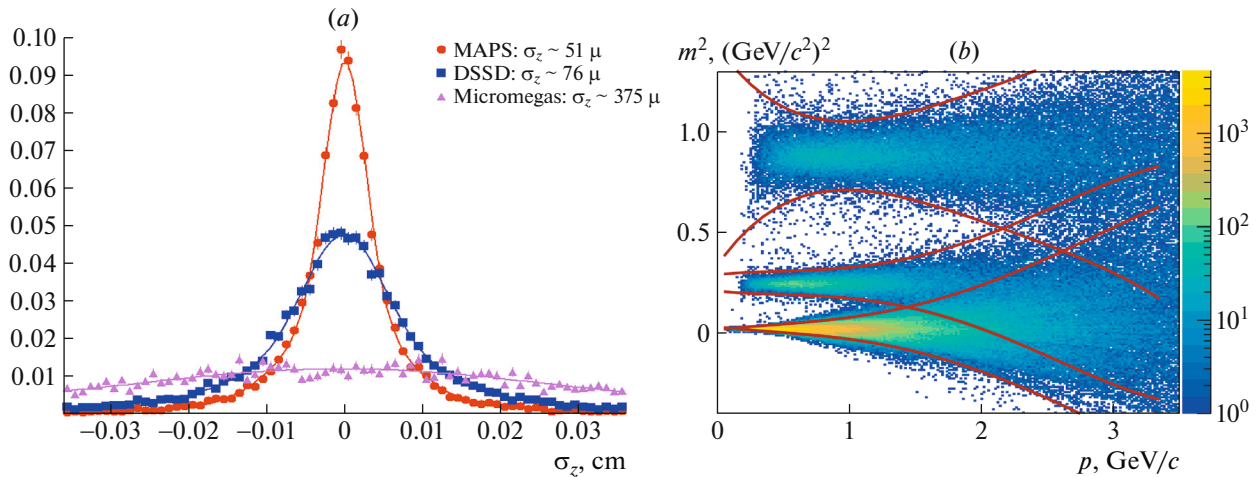 (a)
0.10
0.09
0.08
0.07
0.06
0.05
0.04
0.03
0.02
0.01
MAPS: σz ~ 51 μ
DSSD: σz ~ 76 μ
Micromegas: σz ~ 375 μ
−0.03 −0.02 −0.01 0 0.01 0.02 0.03
σz, cm
m², (GeV/c²)² (b)
1.0
0.5
0
0 1 2 3
p, GeV/c
10³
10²
10¹
10⁰